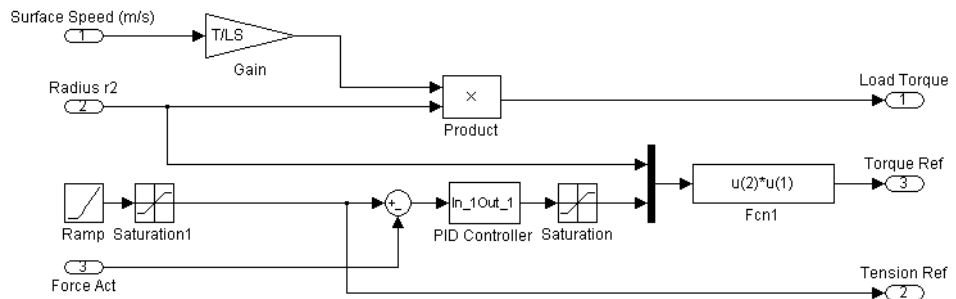 Surface Speed (m/s)
1
T/LS
Gain
Radius r2
2
×
Product
Load Torque
1
u(2)*u(1)
Fcn1
Torque Ref
3
Ramp
Saturation1
+
-
In_1Out_1
PID Controller
Saturation
3
Force Act
Tension Ref
2